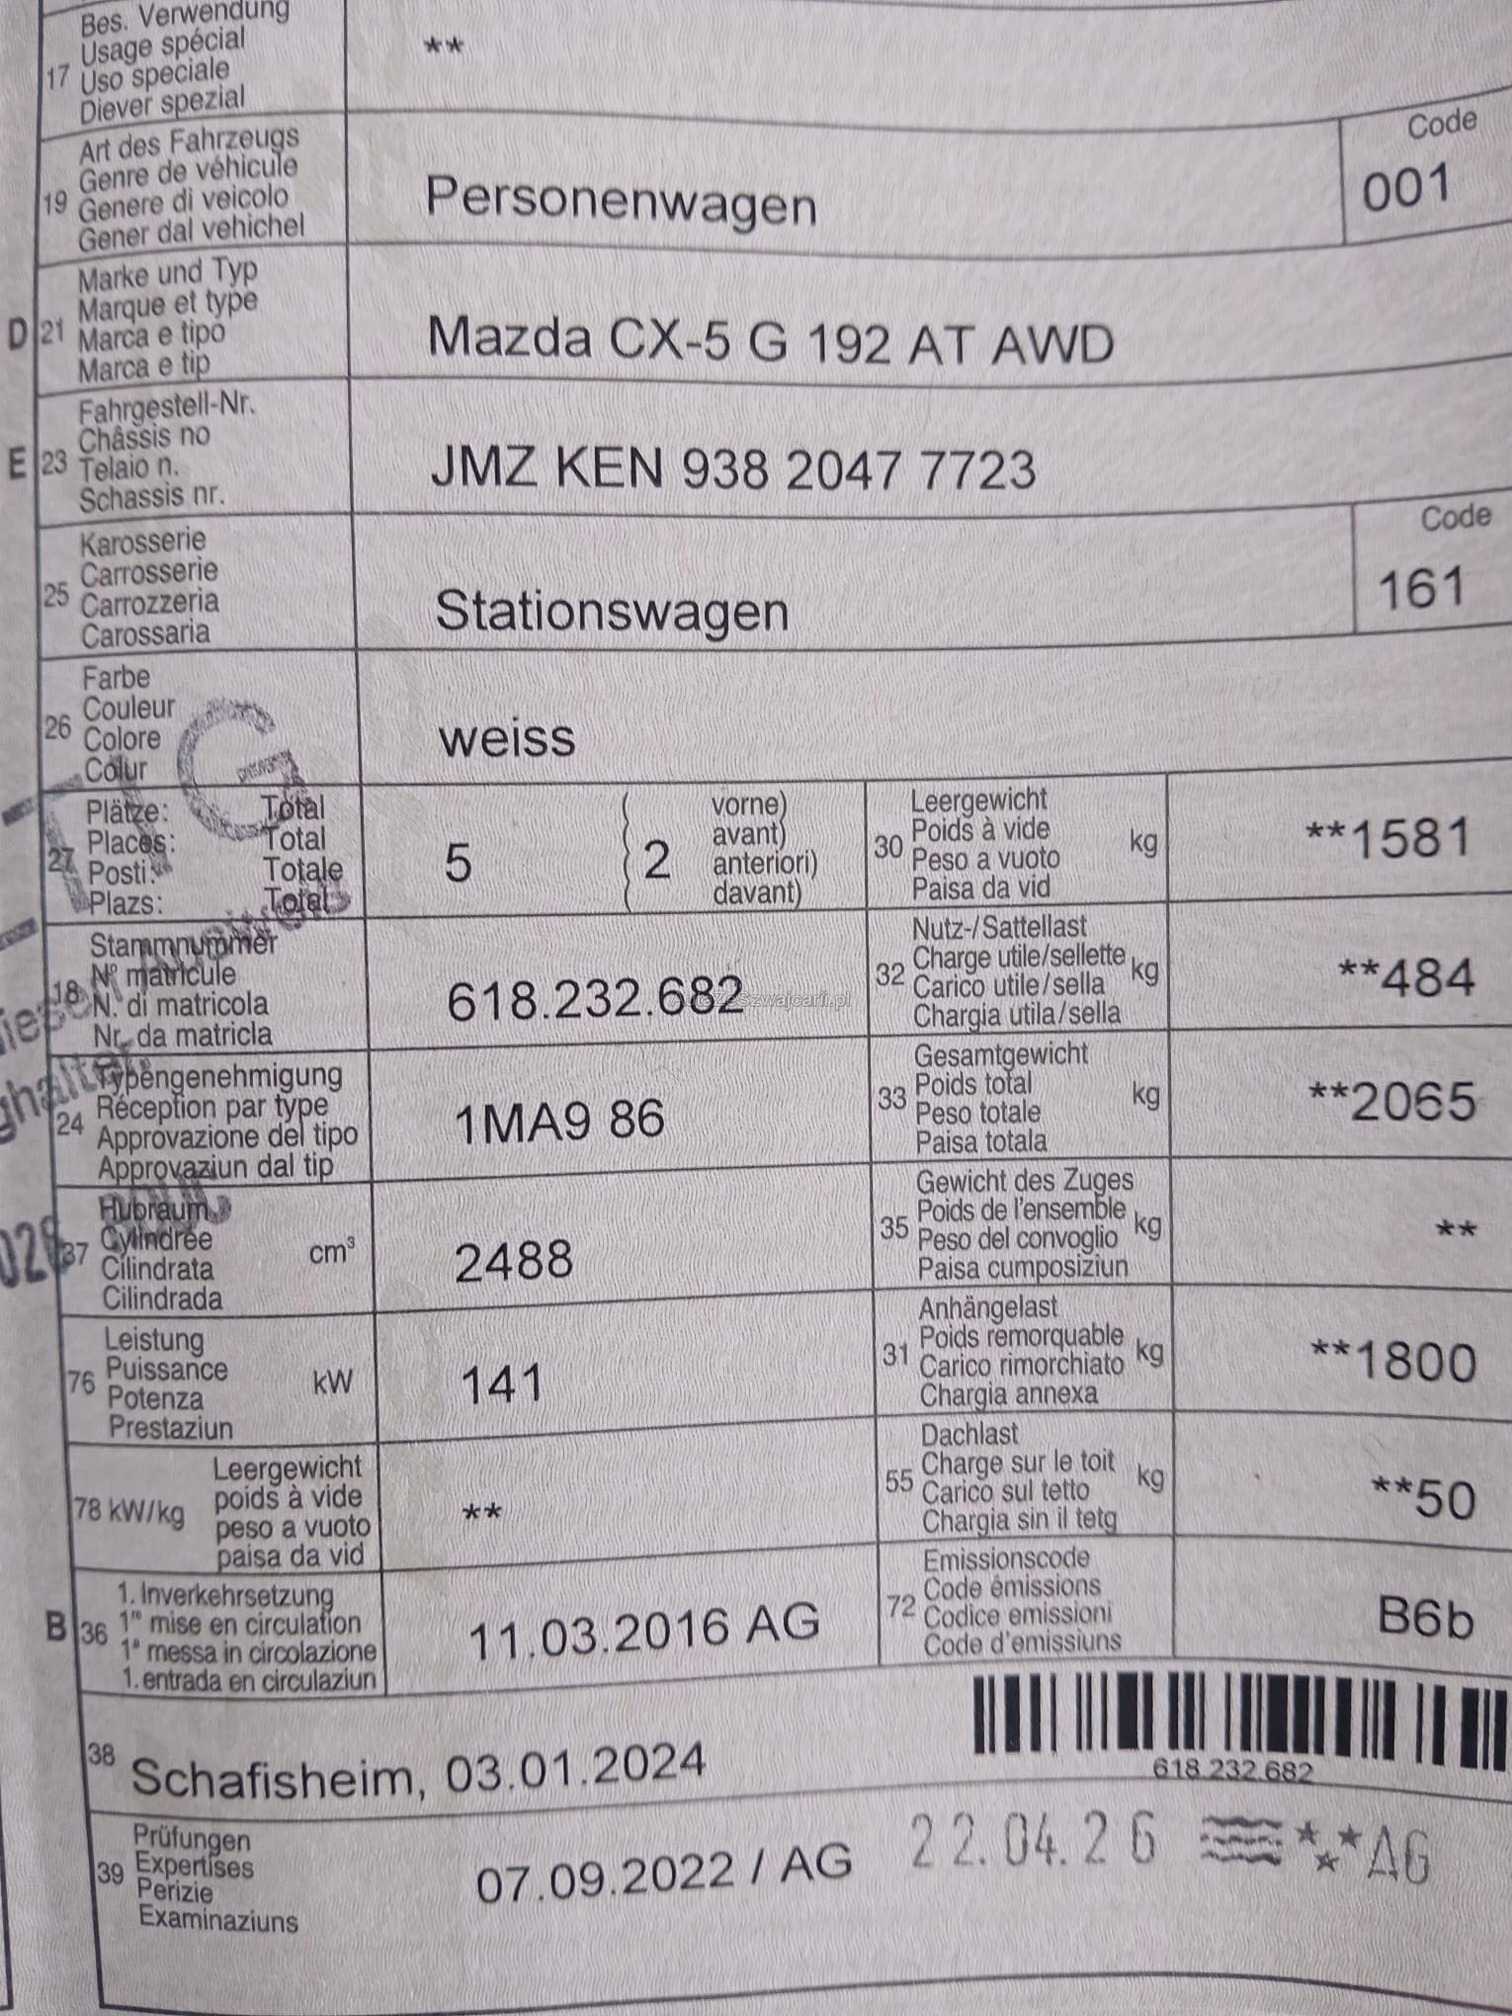 Bes. Verwendung
Usage spécial
17 Uso speciale
Diever spezial
**
Art des Fahrzeugs
Genre de véhicule
19 Genere di veicolo
Gener dal vehichel
Personenwagen
Code
001
Marke und Typ
Marque et type
D 21 Marca e tipo
Marca e tip
Mazda CX-5 G 192 AT AWD
Fahrgestell-Nr.
Châssis no
E 23 Telaio n.
Schassis nr.
JMZ KEN 938 2047 7723
Karosserie
Carrosserie
25 Carrozzeria
Carossaria
Stationswagen
Code
161
Farbe
Couleur
26 Colore
Colur
weiss
Plätze: Total
Places: Total
27 Posti: Totale
Plazs: Total
5
2
vorne)
avant)
anteriori)
davant)
Leergewicht
30 Poids à vide kg
Peso a vuoto
Paisa da vid
**1581
Stammnummer
18 N° matricule
N. di matricola
Nr. da matricla
618.232.682
AutaZeSzwajcarii.pl
Nutz-/Sattellast
32 Charge utile/sellette kg
Carico utile/sella
Chargia utila/sella
**484
Typengenehmigung
24 Réception par type
Approvazione del tipo
Approvaziun dal tip
1MA9 86
Gesamtgewicht
33 Poids total kg
Peso totale
Paisa totala
**2065
Hubraum
37 Cylindrée cm³
Cilindrata
Cilindrada
2488
Gewicht des Zuges
35 Poids de l'ensemble kg
Peso del convoglio
Paisa cumposiziun
**
Leistung
76 Puissance kW
Potenza
Prestaziun
141
Anhängelast
31 Poids remorquable kg
Carico rimorchiato
Chargia annexa
**1800
Leergewicht
78 kW/kg poids à vide
peso a vuoto
paisa da vid
**
Dachlast
55 Charge sur le toit kg
Carico sul tetto
Chargia sin il tetg
**50
1. Inverkehrsetzung
B 36 1re mise en circulation
1a messa in circolazione
1. entrada en circulaziun
11.03.2016 AG
Emissionscode
72 Code émissions
Codice emissioni
Code d'emissiuns
B6b
618.232.682
38 Schafisheim, 03.01.2024
Prüfungen
39 Expertises
Perizie
Examinaziuns
07.09.2022 / AG
22.04.26 AG